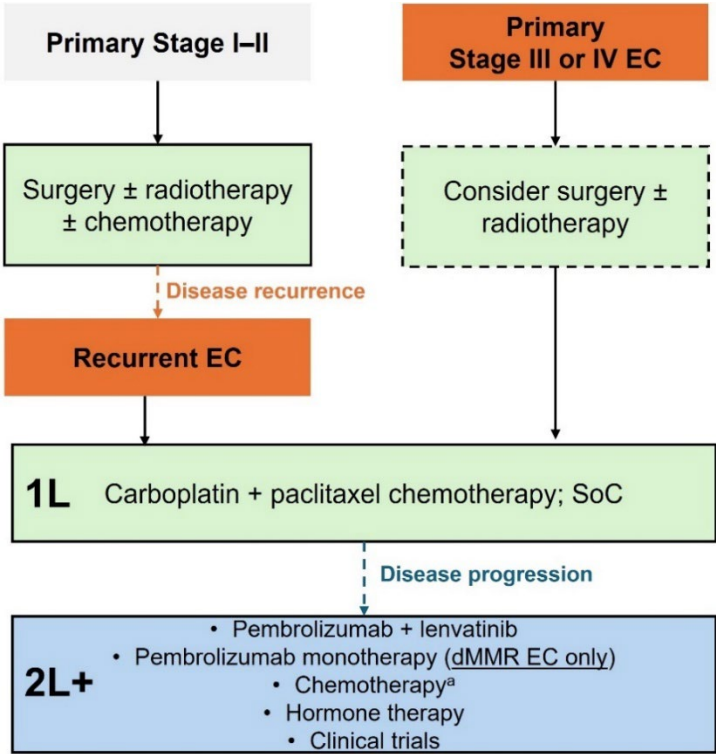 Primary Stage I–II
Primary
Stage III or IV EC
Surgery ± radiotherapy
± chemotherapy
Consider surgery ±
radiotherapy
Disease recurrence
Recurrent EC
1L
Carboplatin + paclitaxel chemotherapy; SoC
Disease progression
2L+
• Pembrolizumab + lenvatinib
• Pembrolizumab monotherapy (dMMR EC only)
• Chemotherapyᵃ
• Hormone therapy
• Clinical trials